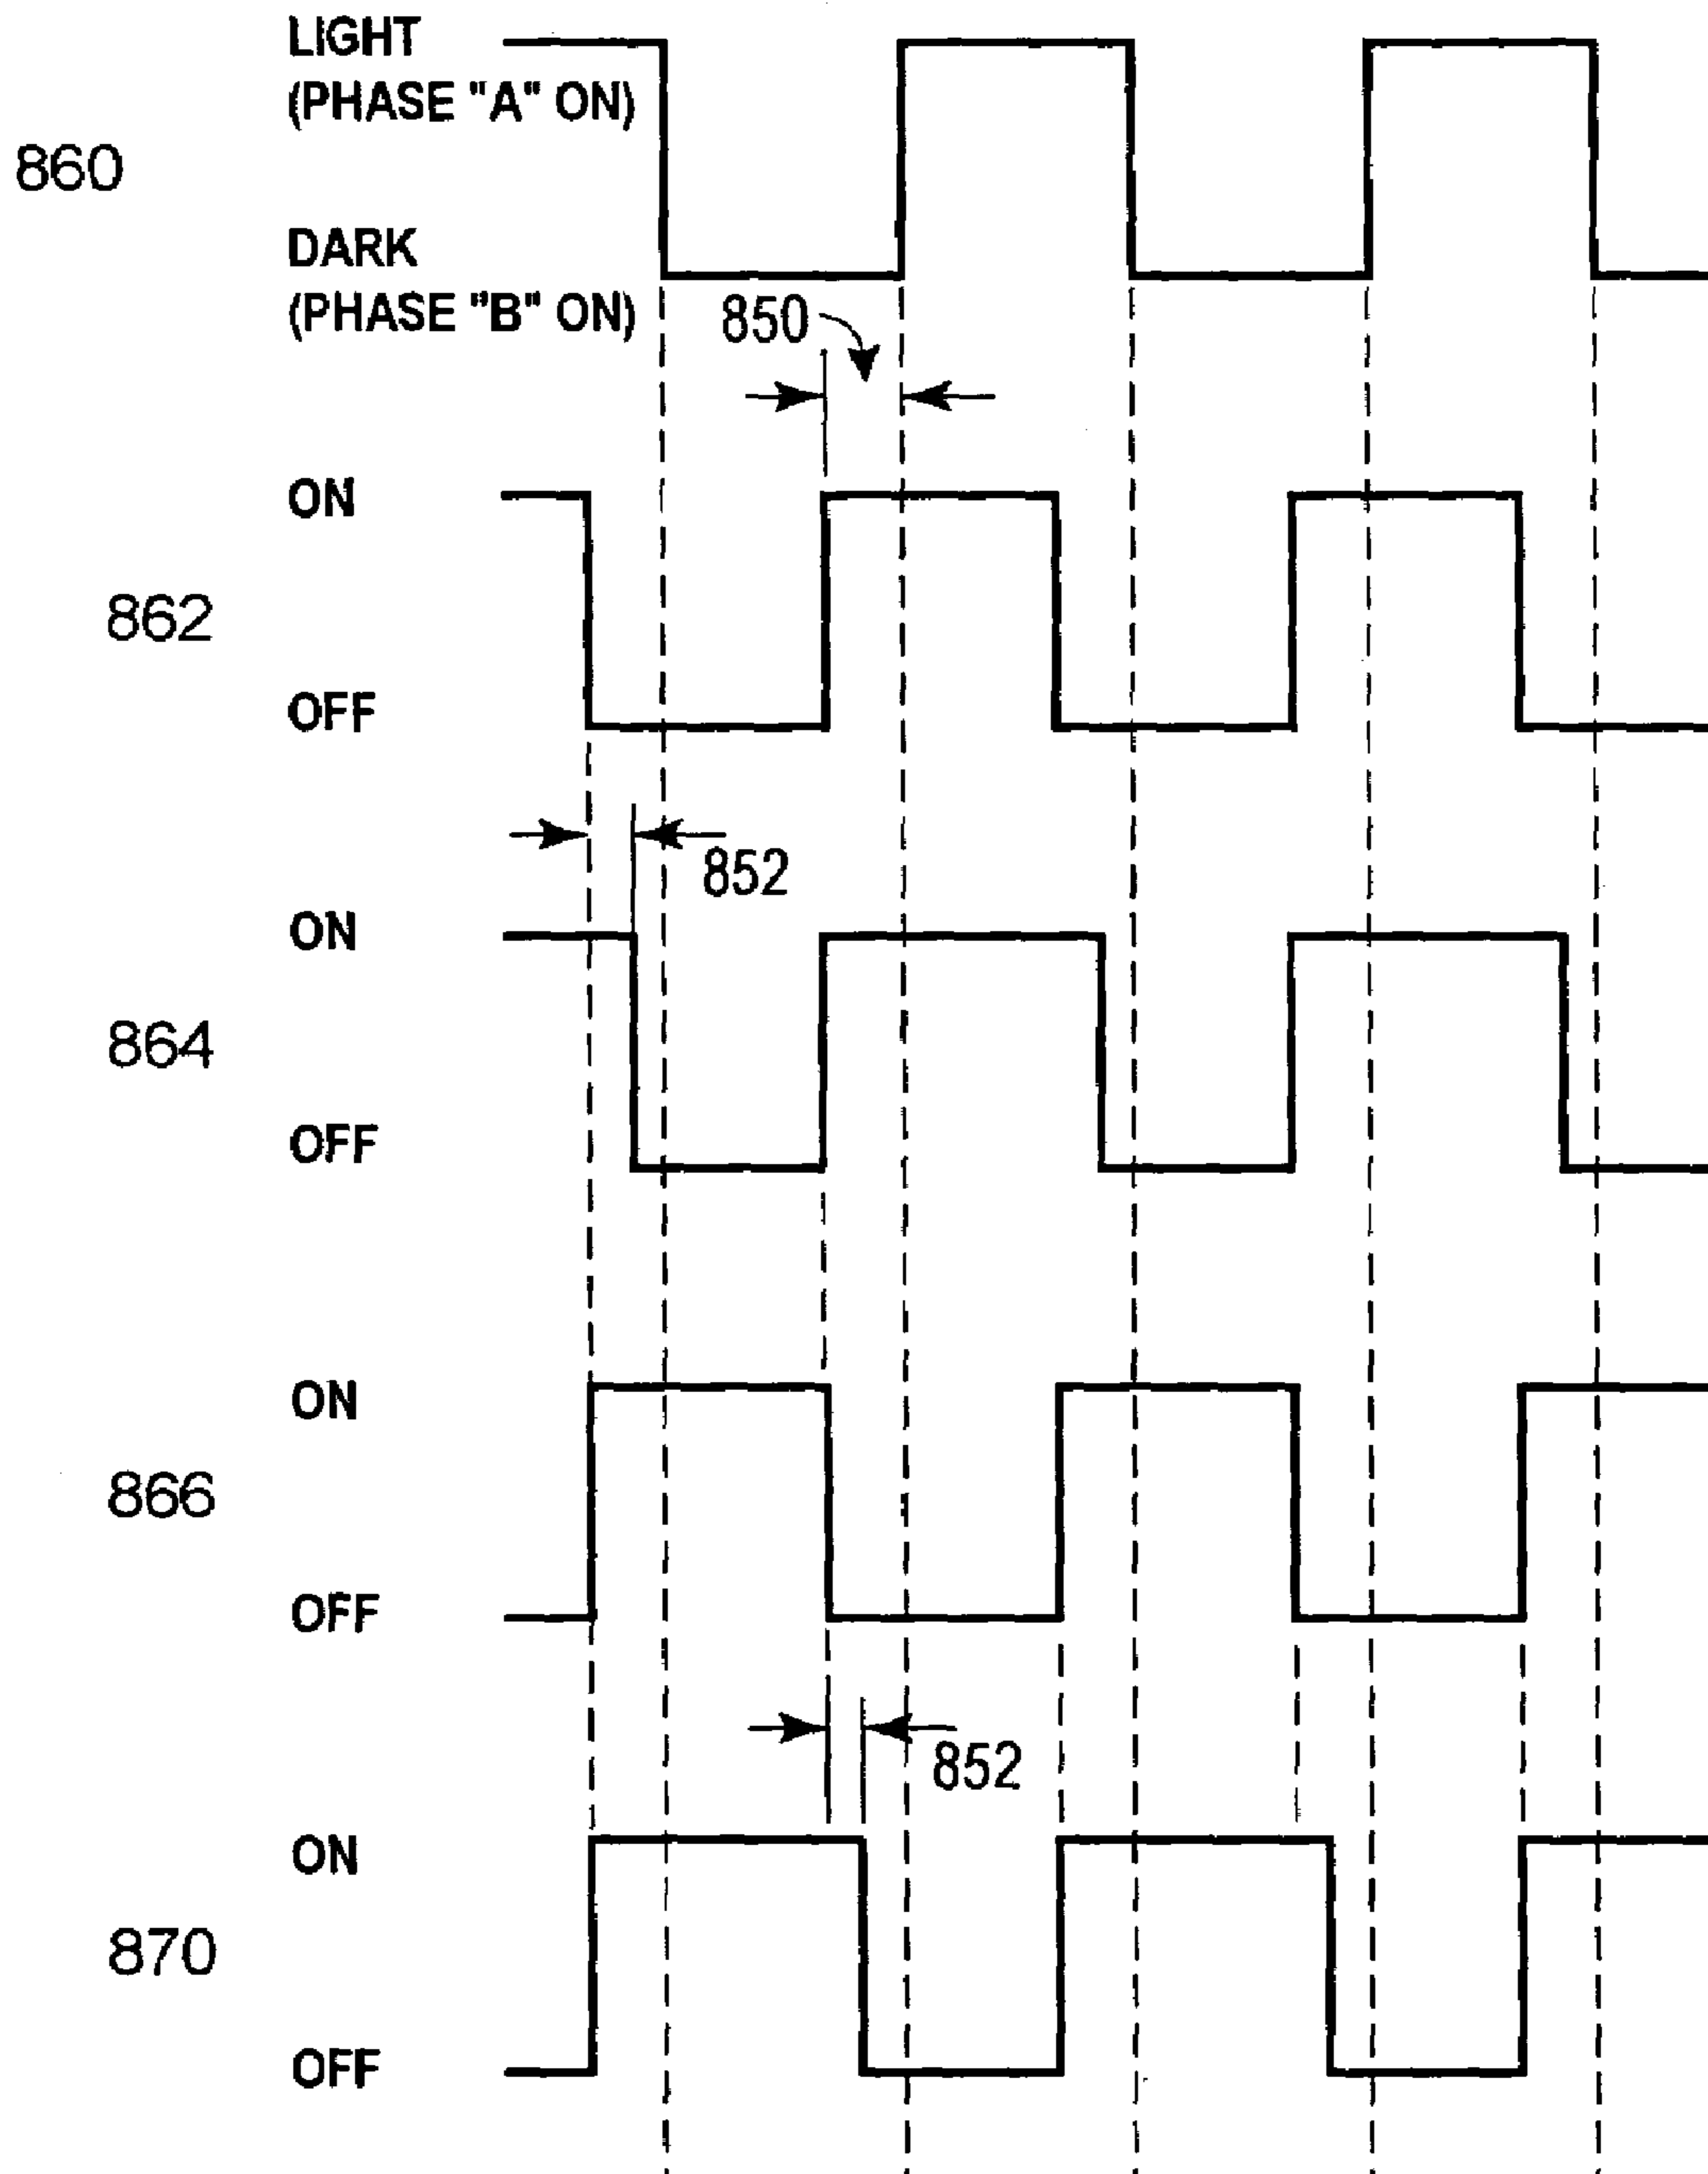 LIGHT
(PHASE "A" ON)
860
DARK
(PHASE "B" ON)
850
ON
862
OFF
852
ON
864
OFF
ON
866
OFF
852
ON
870
OFF